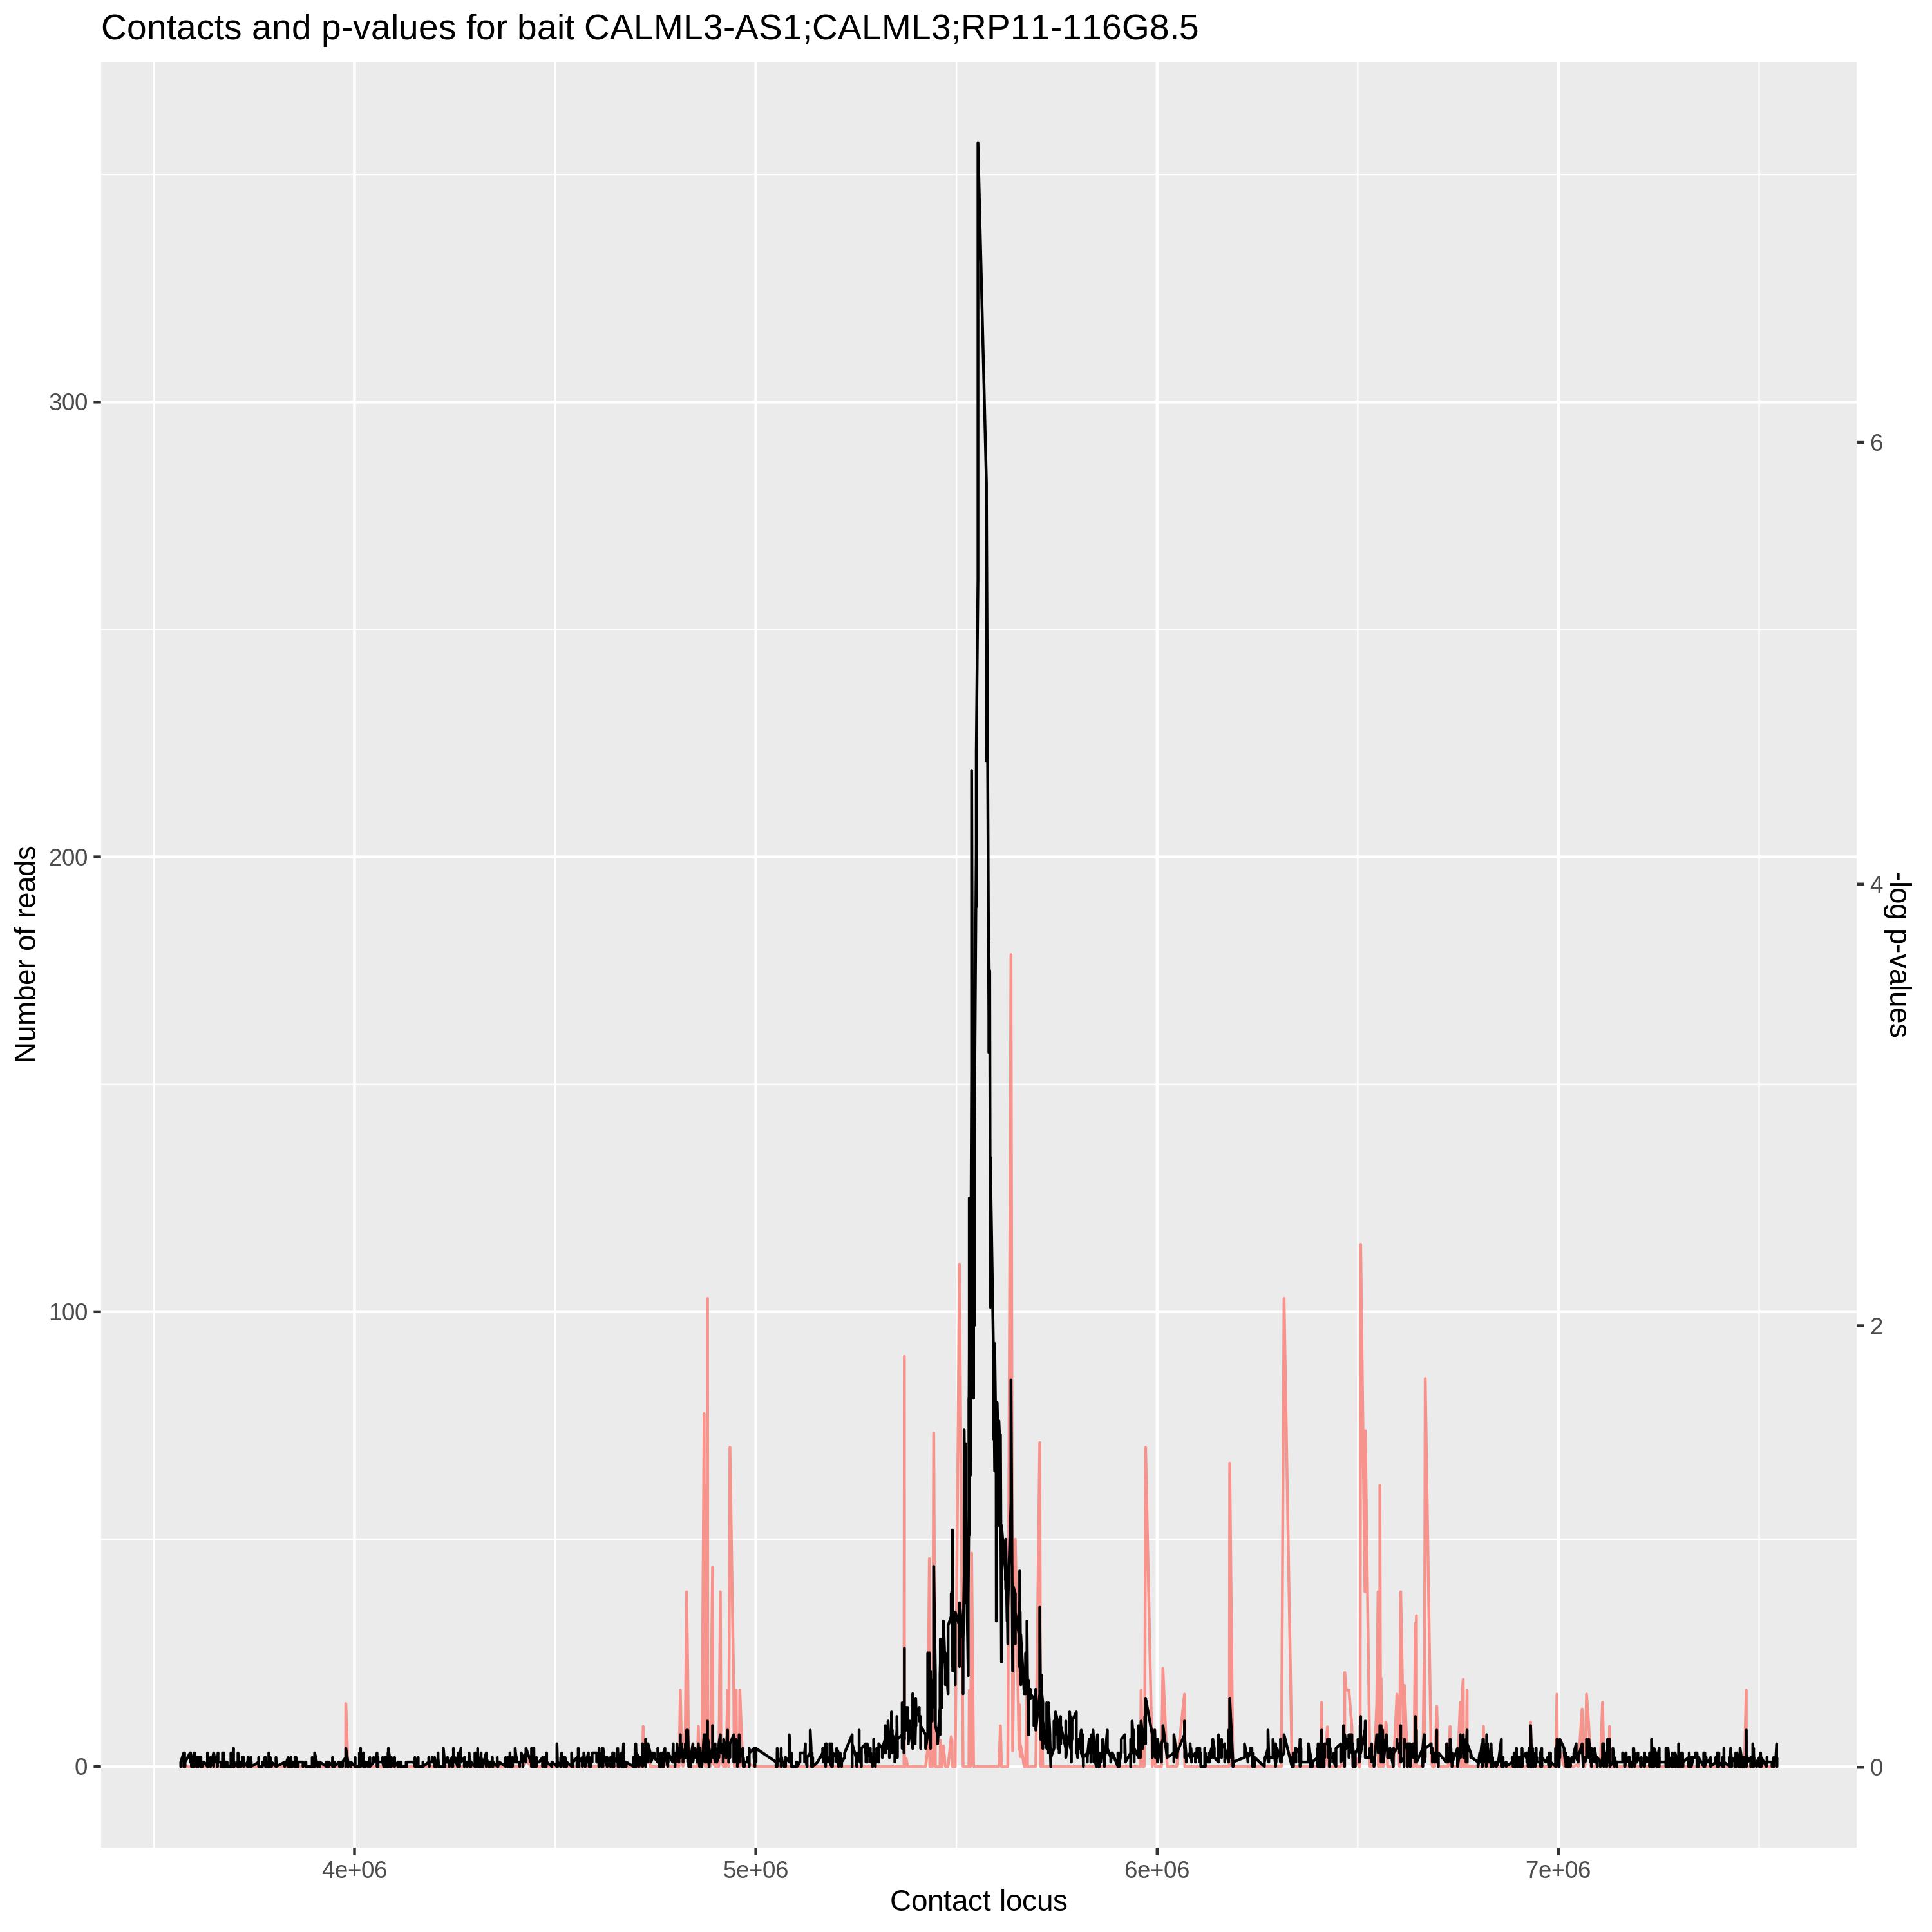 Contacts and p-values for bait CALML3-AS1;CALML3;RP11-116G8.5
Number of reads
300
200
100
0
6
4
2
0
-log p-values
4e+06 5e+06 6e+06 7e+06
Contact locus